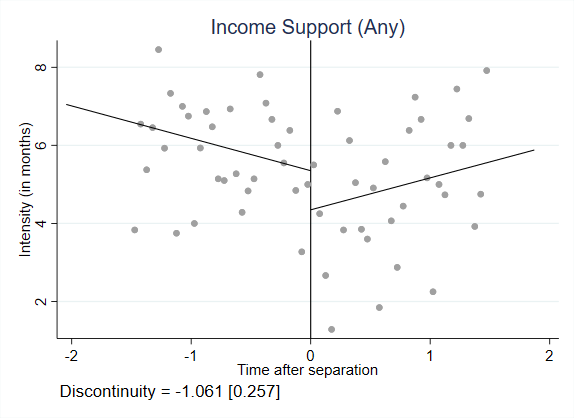 Income Support (Any)
Intensity (in months)
8
6
4
2
-2 -1 0 1 2
Time after separation
Discontinuity = -1.061 [0.257]